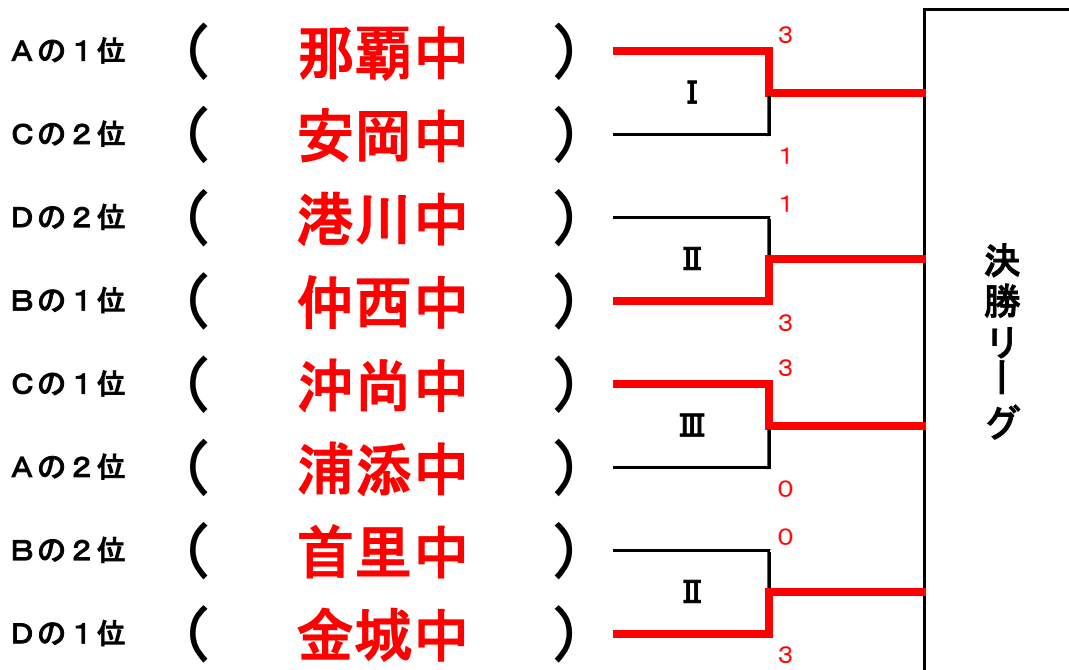 Aの1位 ( 那覇中 ) 3
Ⅰ
Cの2位 ( 安岡中 ) 1
Dの2位 ( 港川中 ) 1
Ⅱ
Bの1位 ( 仲西中 ) 3
Cの1位 ( 沖尚中 ) 3
Ⅲ
Aの2位 ( 浦添中 ) 0
Bの2位 ( 首里中 ) 0
Ⅱ
Dの1位 ( 金城中 ) 3
決勝リーグ